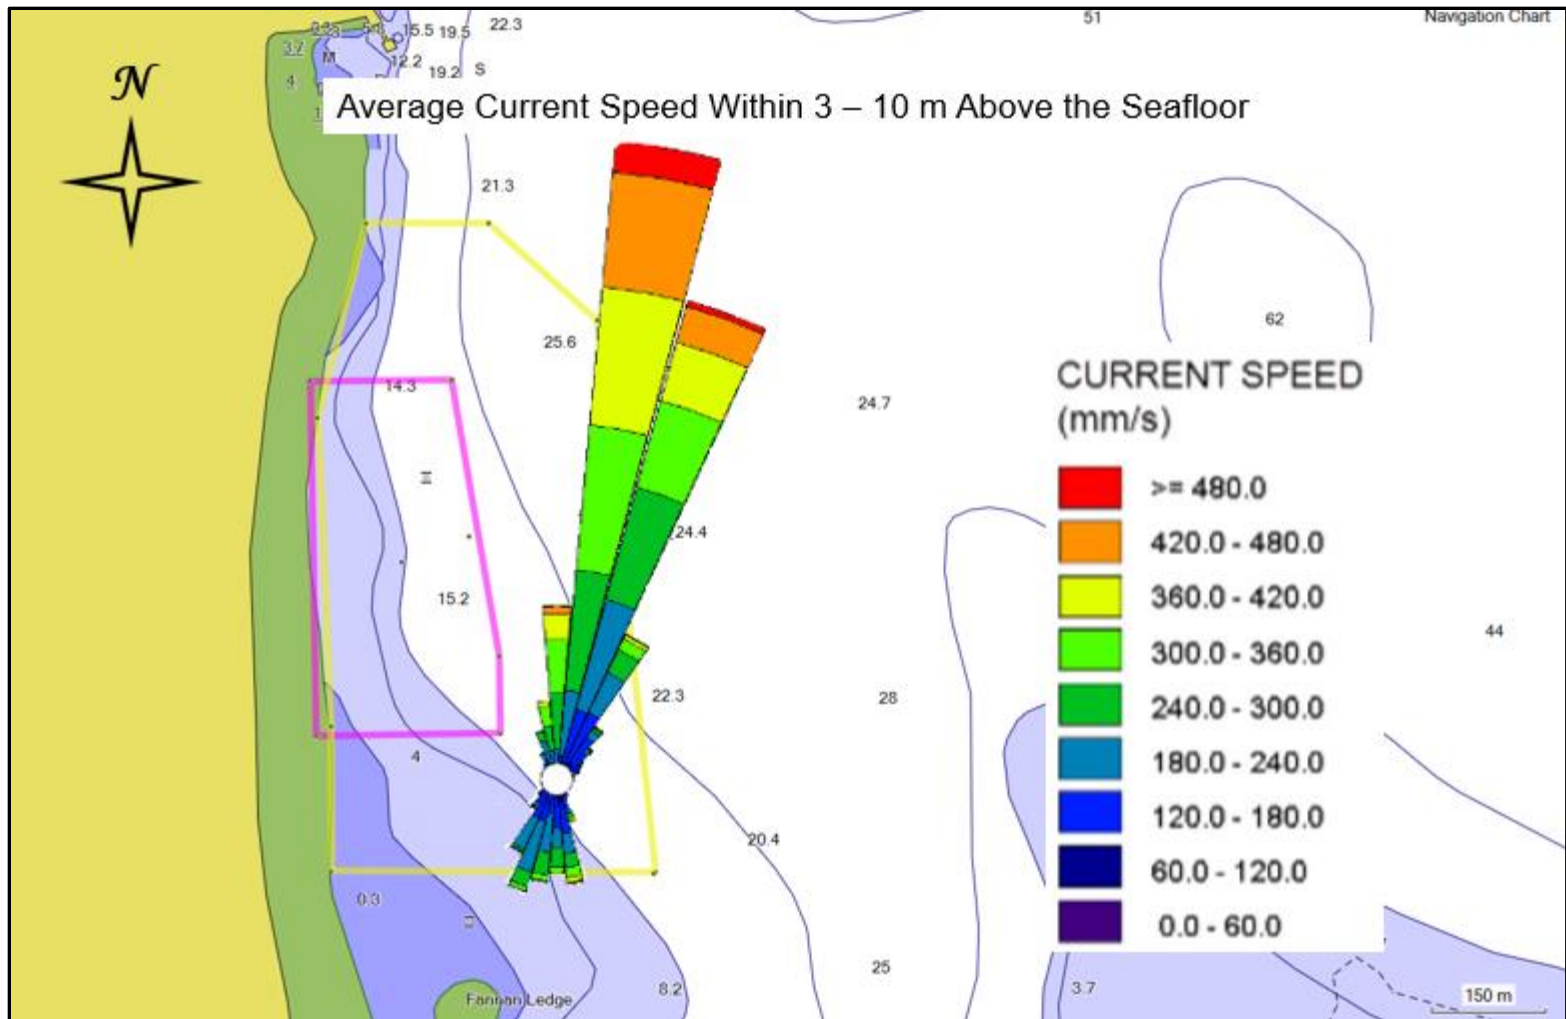 51
Navigation Chart
22.3
15.5
19.5
3.7
M
12.2
19.2
S
4
N
Average Current Speed Within 3 – 10 m Above the Seafloor
21.3
62
25.6
14.3
24.7
CURRENT SPEED
(mm/s)
>= 480.0
420.0 - 480.0
360.0 - 420.0
300.0 - 360.0
240.0 - 300.0
180.0 - 240.0
120.0 - 180.0
60.0 - 120.0
0.0 - 60.0
24.4
15.2
44
22.3
28
4
20.4
0.3
25
8.2
3.7
Fannan Ledge
150 m